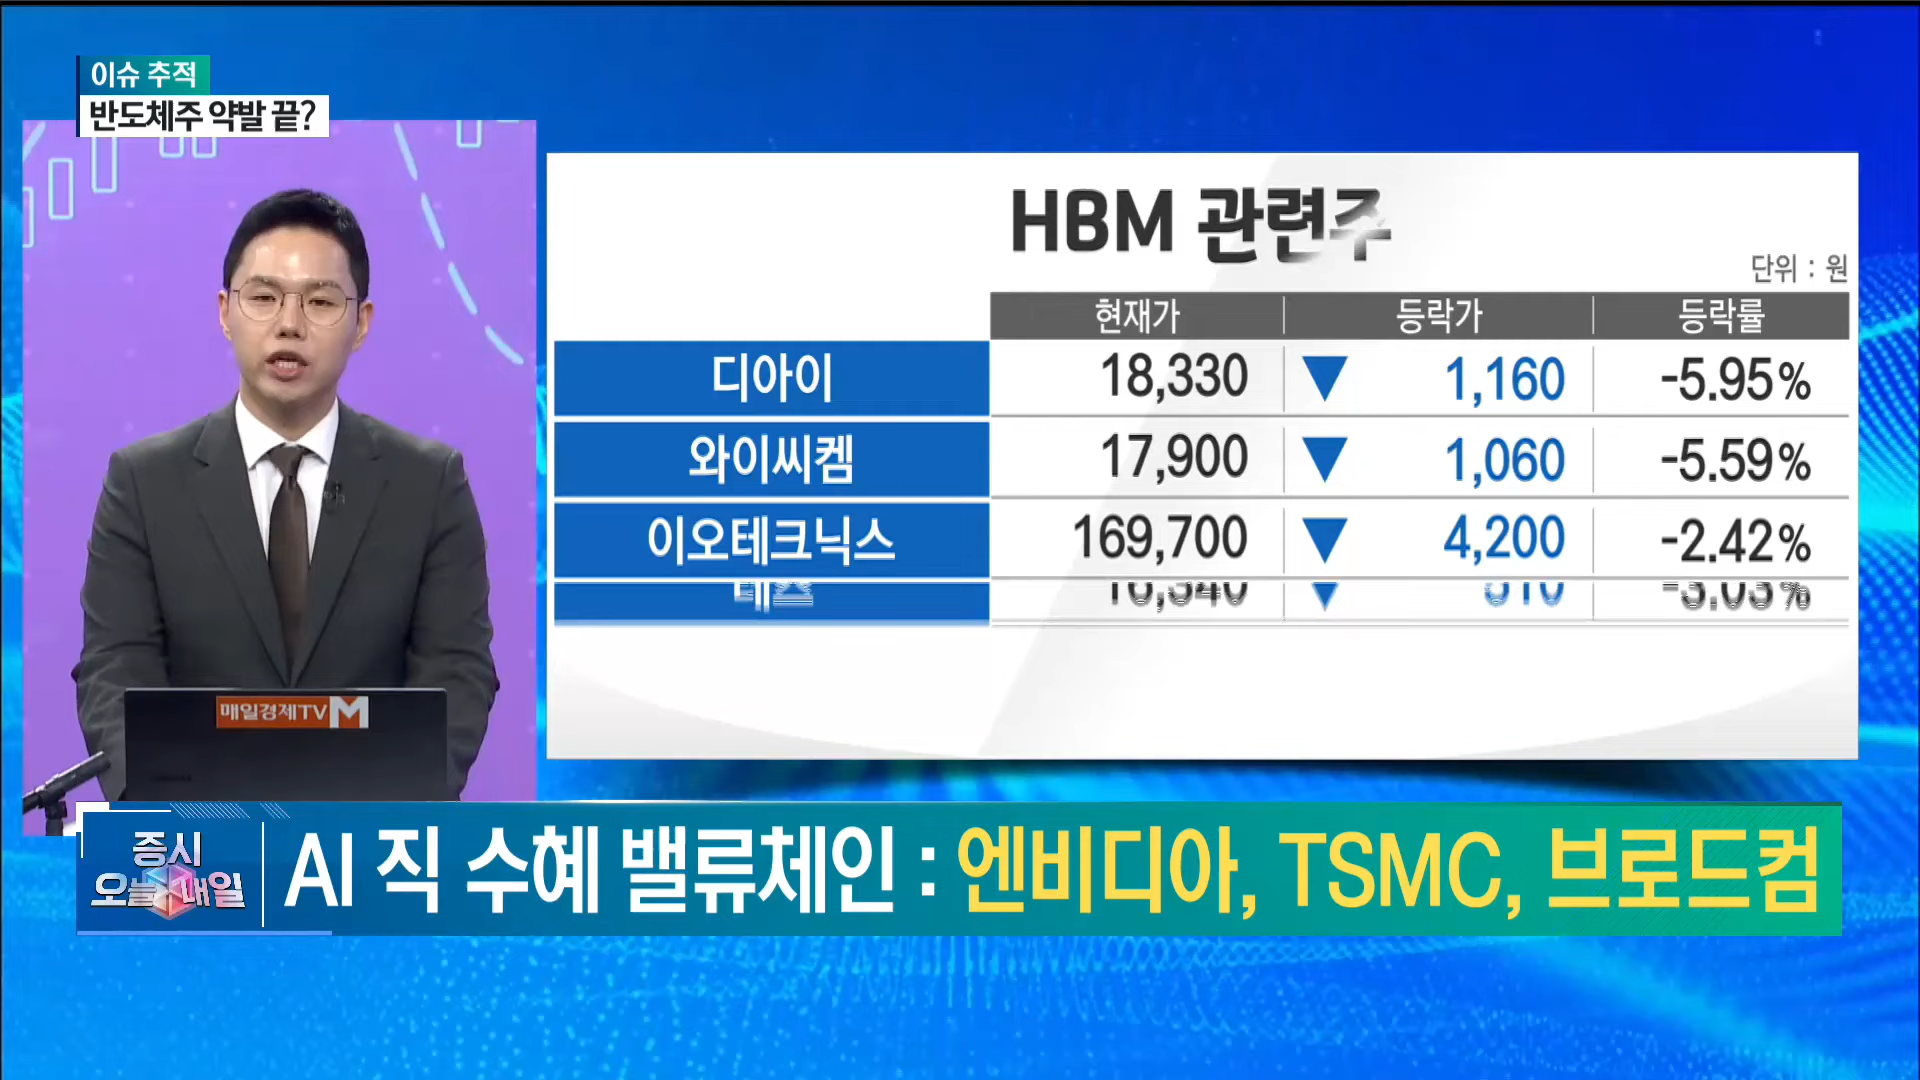 이슈 추적
반도체주 약발 끝?
HBM 관련주
단위 : 원
현재가 등락가 등락률
디아이 18,330 ▼ 1,160 -5.95%
와이씨켐 17,900 ▼ 1,060 -5.59%
이오테크닉스 169,700 ▼ 4,200 -2.42%
매일경제TV M
증시
오늘 매일
AI 직 수혜 밸류체인 : 엔비디아, TSMC, 브로드컴